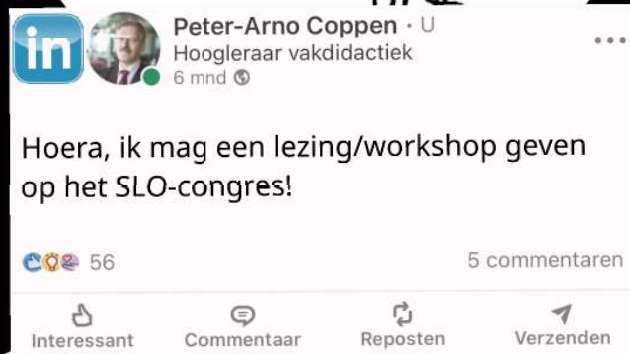 in
Peter-Arno Coppen · U
Hoogleraar vakdidactiek
6 mnd
Hoera, ik mag een lezing/workshop geven
op het SLO-congres!
56
5 commentaren
Interessant
Commentaar
Reposten
Verzenden